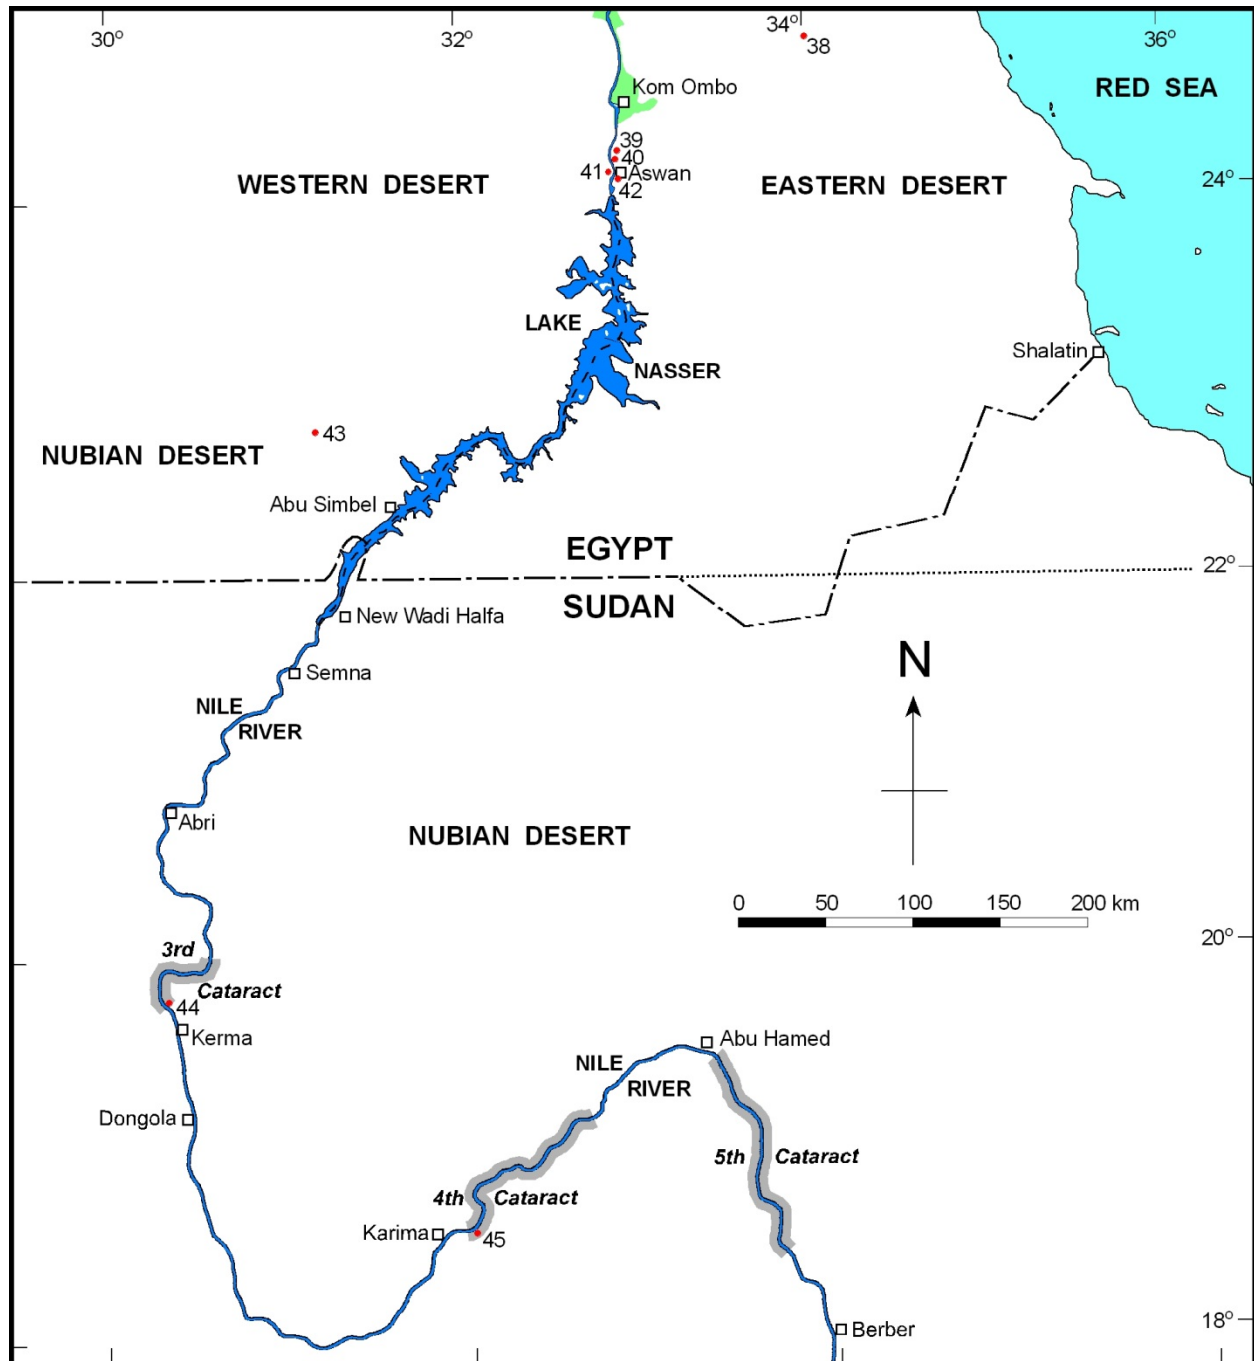 30° 32 34° 36°
38
Kom Ombo
RED SEA
39
40
41 Aswan
42
WESTERN DESERT
EASTERN DESERT
24°
LAKE
NASSER
Shalatin
43
NUBIAN DESERT
Abu Simbel
EGYPT
22°
SUDAN
New Wadi Halfa
N
Semna
NILE
RIVER
Abri
NUBIAN DESERT
0 50 100 150 200 km
20°
3rd
Cataract
44
Kerma
Abu Hamed
NILE
RIVER
Dongola
5th Cataract
4th Cataract
Karima
45
18°
Berber